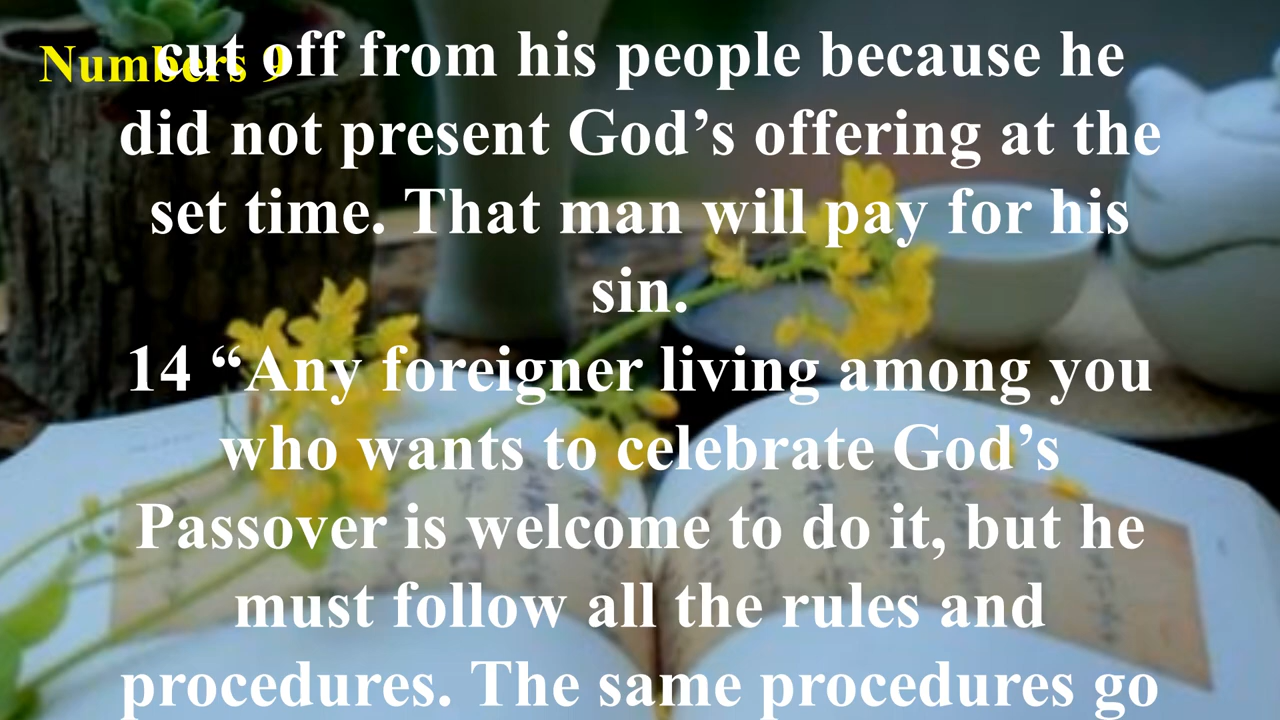 Numbers 9
cut off from his people because he
did not present God’s offering at the
set time. That man will pay for his
sin.
14 “Any foreigner living among you
who wants to celebrate God’s
Passover is welcome to do it, but he
must follow all the rules and
procedures. The same procedures go